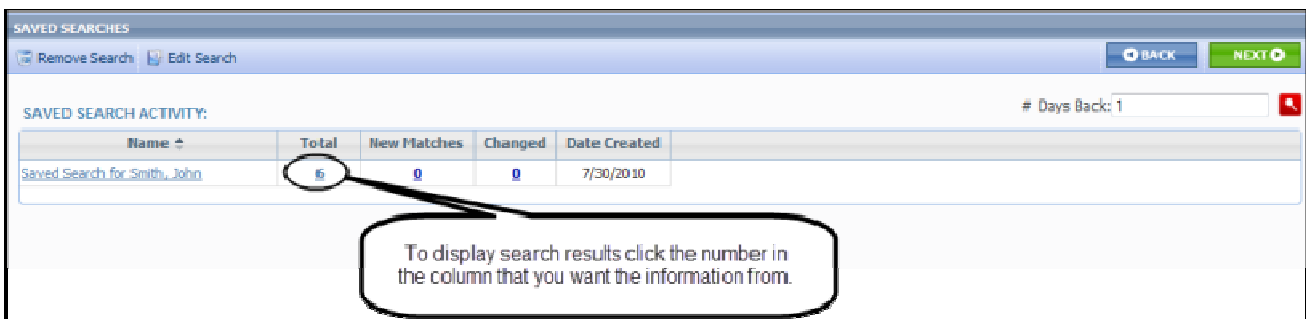 SAVED SEARCHES
Remove Search Edit Search BACK NEXT
# Days Back: 1
SAVED SEARCH ACTIVITY:
Name Total New Matches Changed Date Created
Saved Search for Smith, John 6 0 0 7/30/2010
To display search results click the number in
the column that you want the information from.